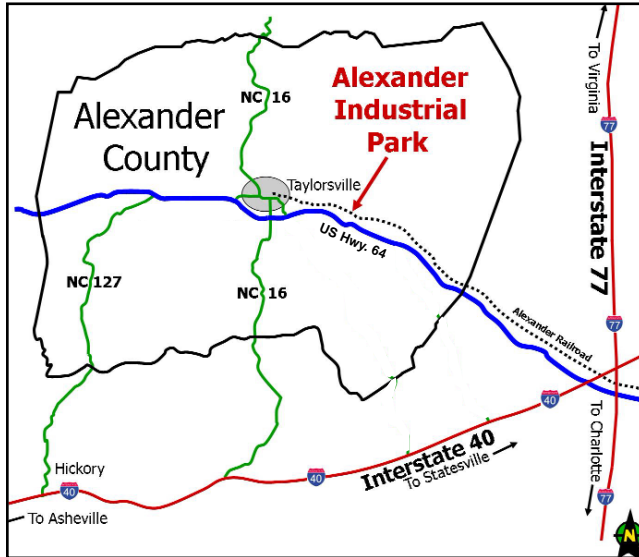 NC 16
Alexander
County
Alexander
Industrial
Park
Taylorsville
US Hwy. 64
NC 127
NC 16
Alexander Railroad
To Virginia
77
Interstate 77
77
To Charlotte
77
40
Interstate 40
To Statesville
40
Hickory
40
To Asheville
N